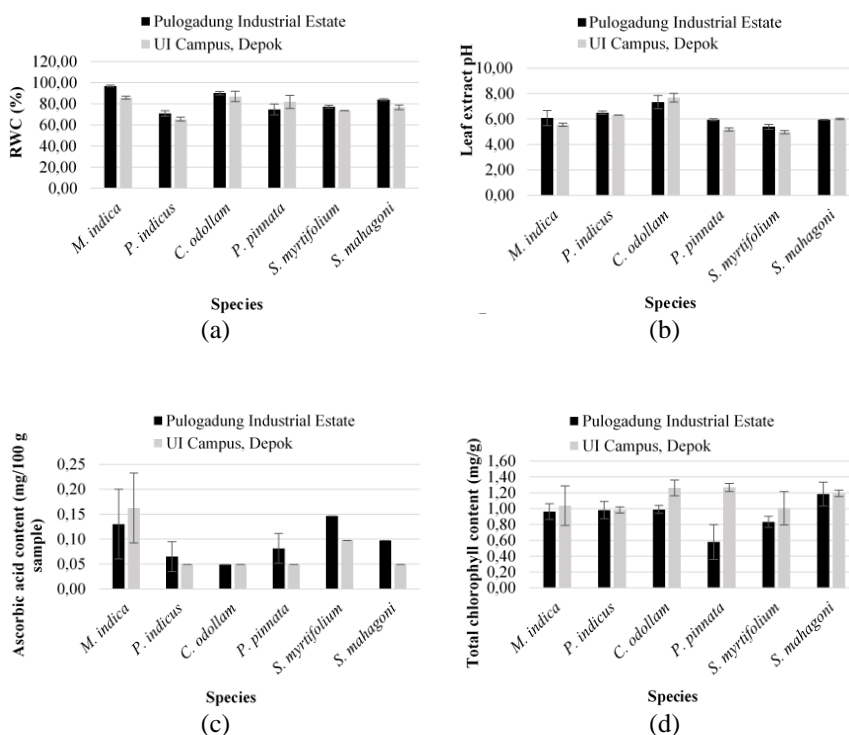 Pulogadung Industrial Estate
UI Campus, Depok
RWC (%)
120,00
100,00
80,00
60,00
40,00
20,00
0,00
M. indica
P. indicus
C. odollam
P. pinnata
S. myrtifolium
S. mahagoni
Species
(a)
Pulogadung Industrial Estate
UI Campus, Depok
Leaf extract pH
10,00
8,00
6,00
4,00
2,00
0,00
M. indica
P. indicus
C. odollam
P. pinnata
S. myrtifolium
S. mahagoni
Species
(b)
Pulogadung Industrial Estate
UI Campus, Depok
Ascorbic acid content (mg/100 g
sample)
0,25
0,20
0,15
0,10
0,05
0,00
M. indica
P. indicus
C. odollam
P. pinnata
S. myrtifolium
S. mahagoni
Species
(c)
Pulogadung Industrial Estate
UI Campus, Depok
Total chlorophyll content (mg/g)
1,60
1,40
1,20
1,00
0,80
0,60
0,40
0,20
0,00
M. indica
P. indicus
C. odollam
P. pinnata
S. myrtifolium
S. mahagoni
Species
(d)